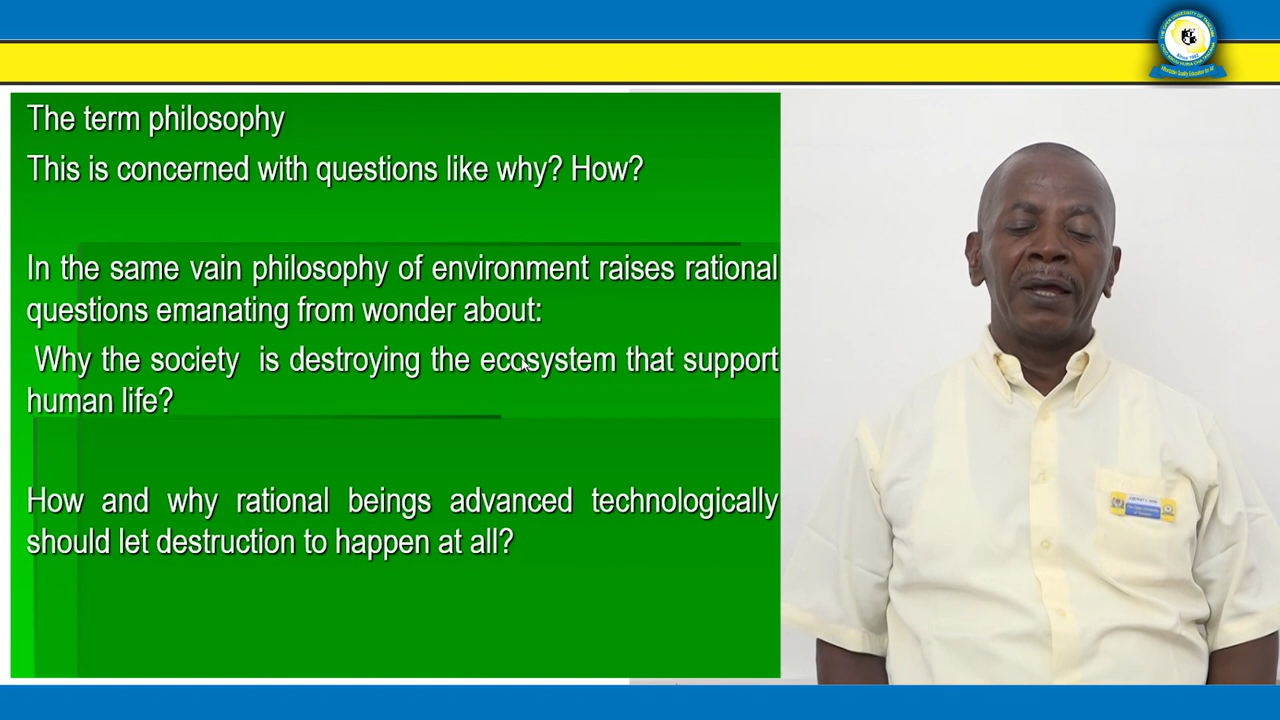 The term philosophy
This is concerned with questions like why? How?
In the same vain philosophy of environment raises rational
questions emanating from wonder about:
Why the society is destroying the ecosystem that support
human life?
How and why rational beings advanced technologically
should let destruction to happen at all?